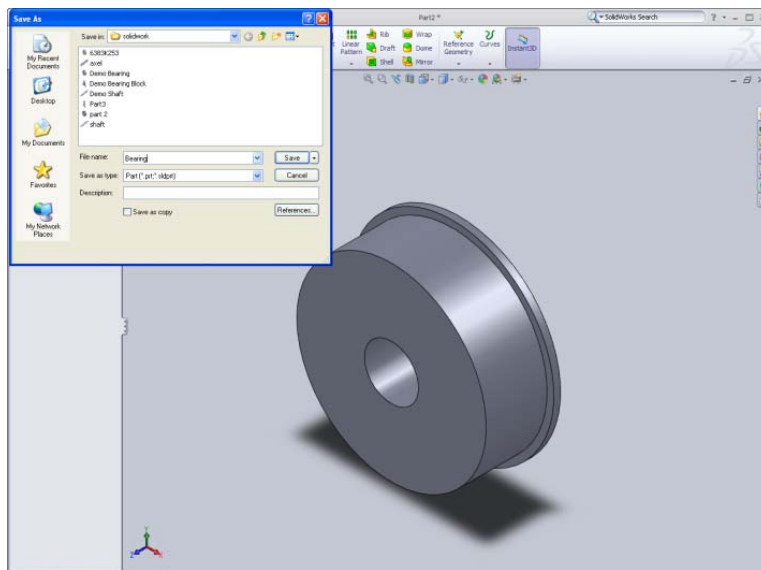 Save As
Save in: solidwork
6383K253
axel
Demo Bearing
Demo Bearing Block
Demo Shaft
Part3
part 2
shaft
My Recent
Documents
Desktop
My Documents
Favorites
My Network
Places
File name: Bearing Save
Save as type: Part (*.prt;*.sldprt) Cancel
Description:
Save as copy References...
Part2 *
SolidWorks Search
?
Linear
Pattern
Rib
Draft
Shell
Wrap
Dome
Mirror
Reference
Geometry
Curves
Instant3D
Y
Z
X